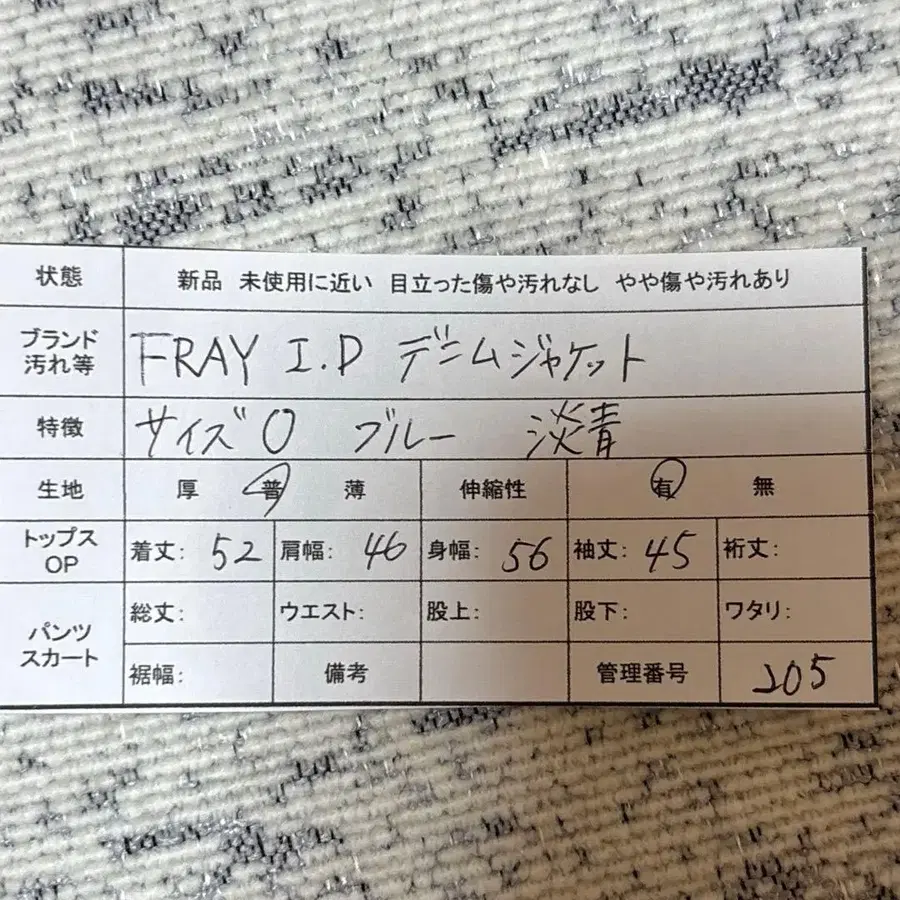 状態 新品 未使用に近い 目立った傷や汚れなし やや傷や汚れあり
ブランド
汚れ等
FRAY I.D デニムジャケット
特徴 サイズ0 ブルー 淡青
生地 厚 普 薄 伸縮性 有 無
トップス
OP
着丈: 52 肩幅: 46 身幅: 56 袖丈: 45 裄丈:
パンツ
スカート
総丈: ウエスト: 股上: 股下: ワタリ:
裾幅: 備考 管理番号 205